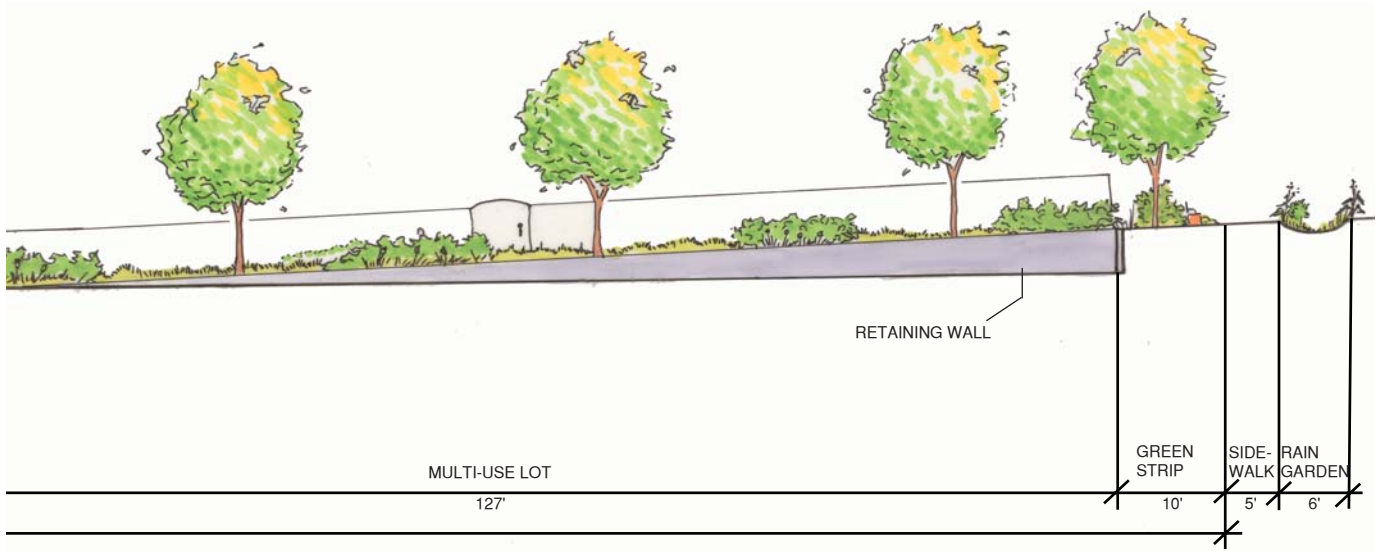 RETAINING WALL
MULTI-USE LOT
127'
GREEN
STRIP
10'
SIDE-
WALK
5'
RAIN
GARDEN
6'